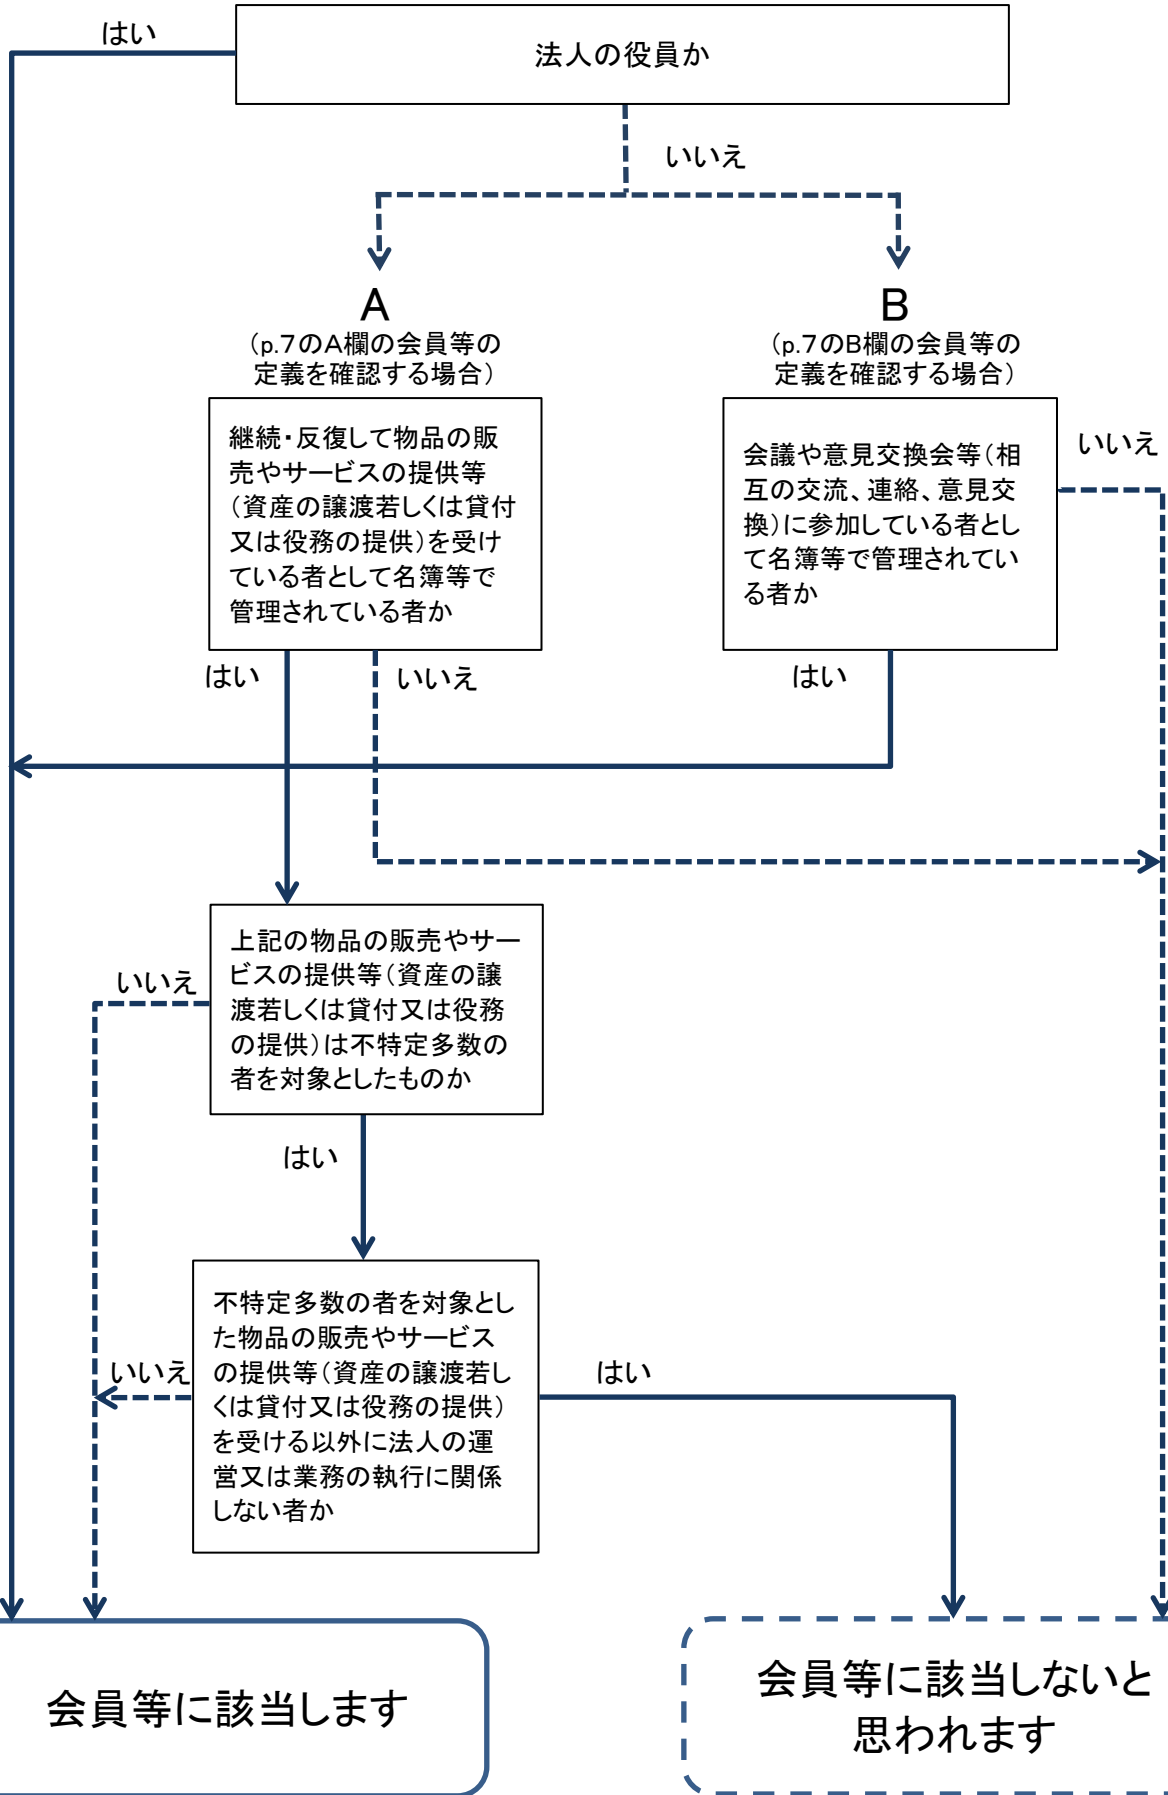 はい
法人の役員か
いいえ
A
（p.7のA欄の会員等の
定義を確認する場合）
B
（p.7のB欄の会員等の
定義を確認する場合）
継続・反復して物品の販
売やサービスの提供等
（資産の譲渡若しくは貸付
又は役務の提供）を受け
ている者として名簿等で
管理されている者か
会議や意見交換会等（相
互の交流、連絡、意見交
換）に参加している者とし
て名簿等で管理されてい
る者か
いいえ
はい
いいえ
はい
上記の物品の販売やサー
ビスの提供等（資産の譲
渡若しくは貸付又は役務
の提供）は不特定多数の
者を対象としたものか
いいえ
はい
不特定多数の者を対象とし
た物品の販売やサービス
の提供等（資産の譲渡若し
くは貸付又は役務の提供）
を受ける以外に法人の運
営又は業務の執行に関係
しない者か
いいえ
はい
会員等に該当します
会員等に該当しないと
思われます